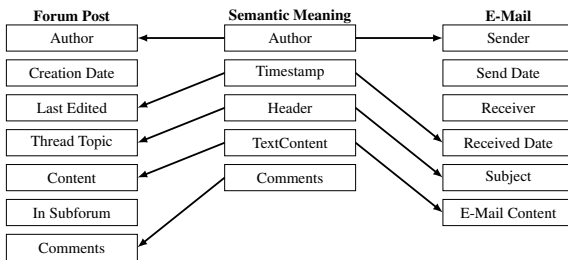 Forum Post Semantic Meaning E-Mail
Author Author Sender
Creation Date Timestamp Send Date
Last Edited Header Receiver
Thread Topic TextContent Received Date
Content Comments Subject
In Subforum E-Mail Content
Comments